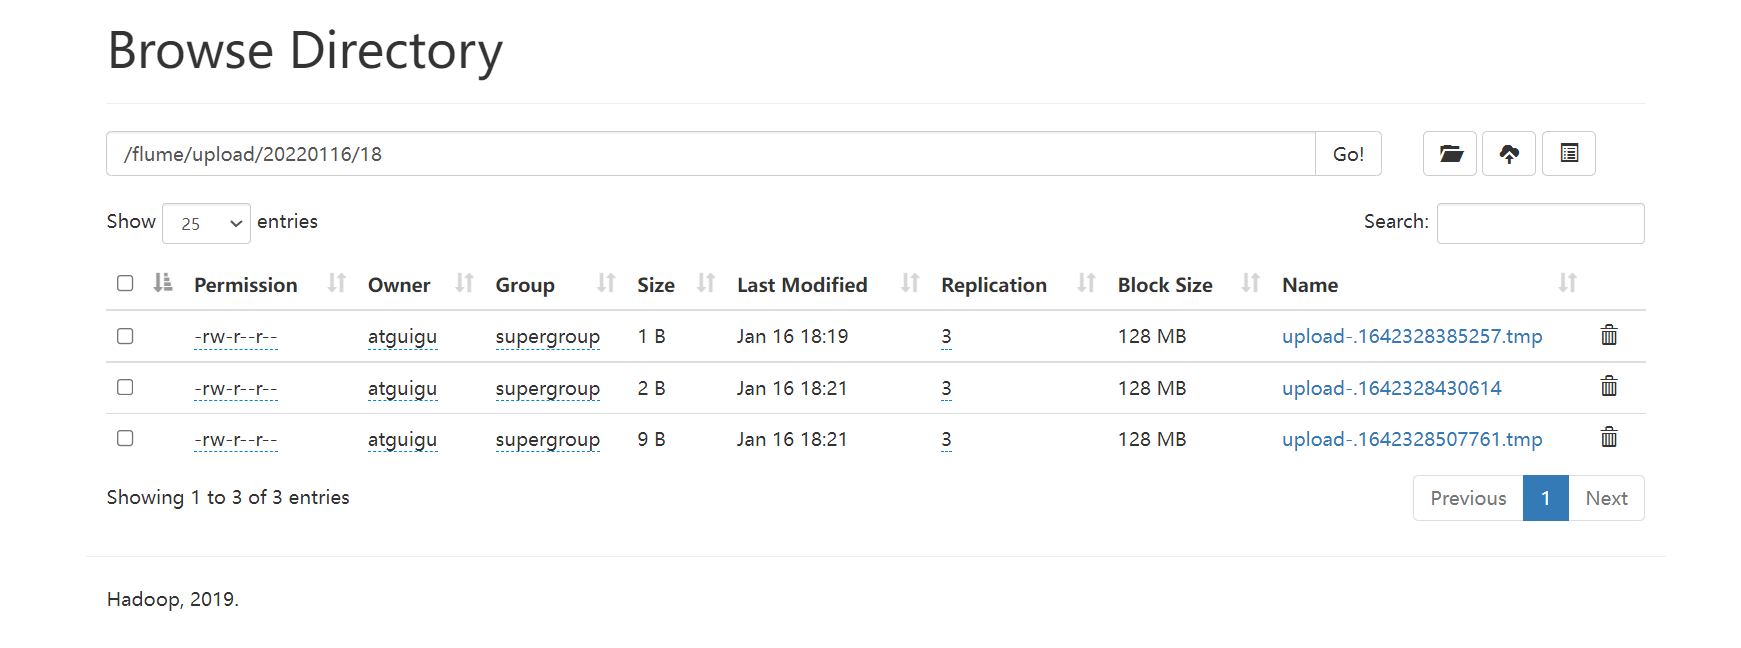 Browse Directory
/flume/upload/20220116/18 Go!
Show 25 entries Search:
Permission Owner Group Size Last Modified Replication Block Size Name
-rw-r--r-- atguigu supergroup 1 B Jan 16 18:19 3 128 MB upload-.1642328385257.tmp
-rw-r--r-- atguigu supergroup 2 B Jan 16 18:21 3 128 MB upload-.1642328430614
-rw-r--r-- atguigu supergroup 9 B Jan 16 18:21 3 128 MB upload-.1642328507761.tmp
Showing 1 to 3 of 3 entries Previous 1 Next
Hadoop, 2019.